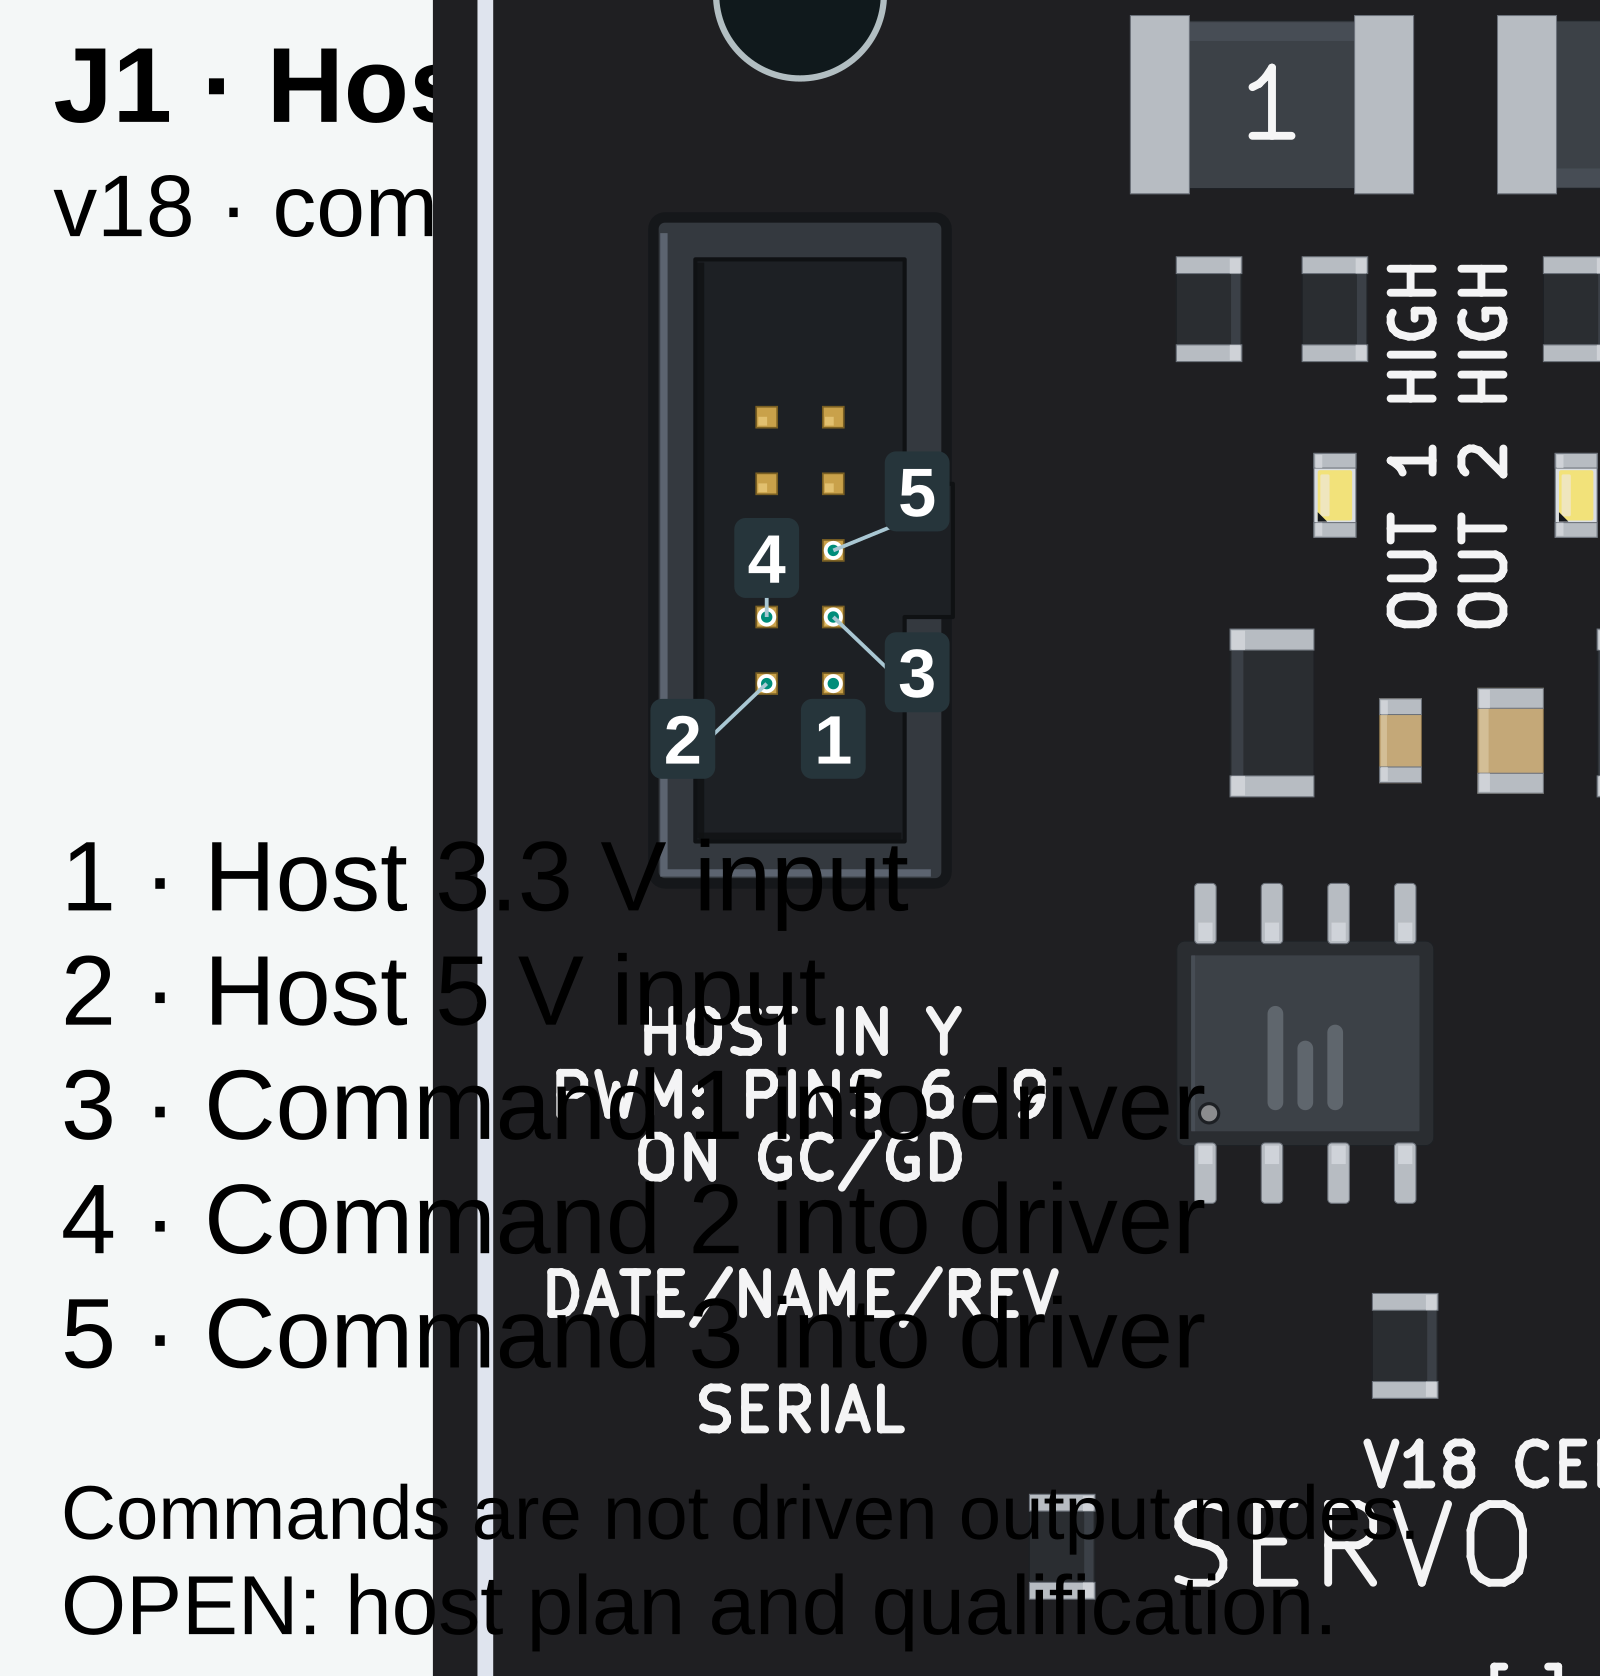 J1 · Hos
v18 · com
1
OUT 1 HIGH
OUT 2 HIGH
5
4
3
2
1
1 · Host 3.3 V input
2 · Host 5 V input
HOST IN Y
PWM: PINS 6-9
ON GC/GD
3 · Command 1 into driver
4 · Command 2 into driver
DATE/NAME/REV
5 · Command 3 into driver
SERIAL
V18 CE
SERVO
Commands are not driven output nodes.
OPEN: host plan and qualification.